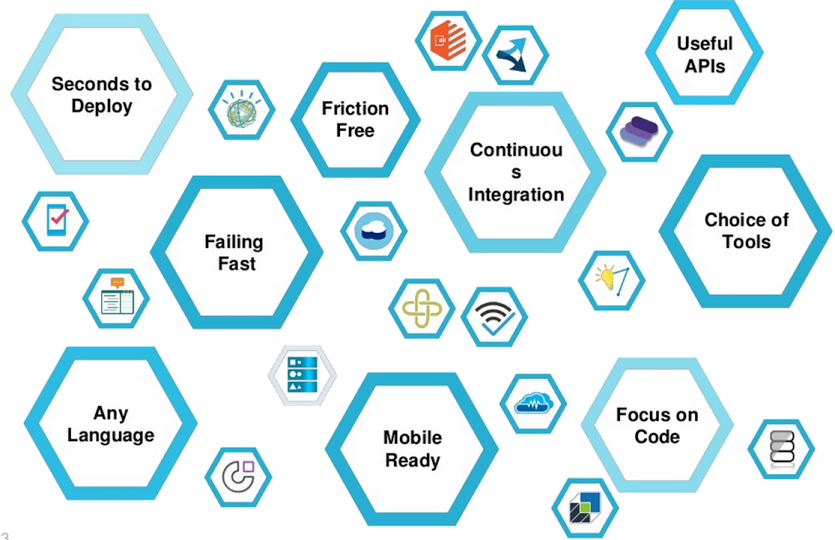 Seconds to
Deploy
Friction
Free
Useful
APIs
Continuou
s
Integration
Failing
Fast
Choice of
Tools
Any
Language
Mobile
Ready
Focus on
Code
3